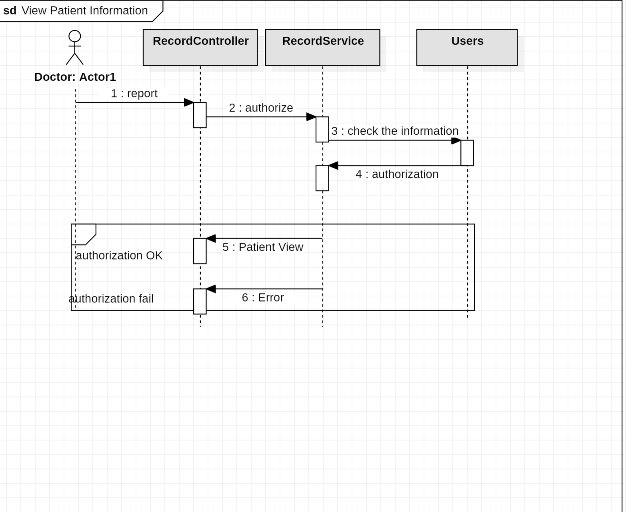 sd View Patient Information
RecordController
RecordService
Users
Doctor: Actor1
1 : report
2 : authorize
3 : check the information
4 : authorization
5 : Patient View
authorization OK
6 : Error
authorization fail